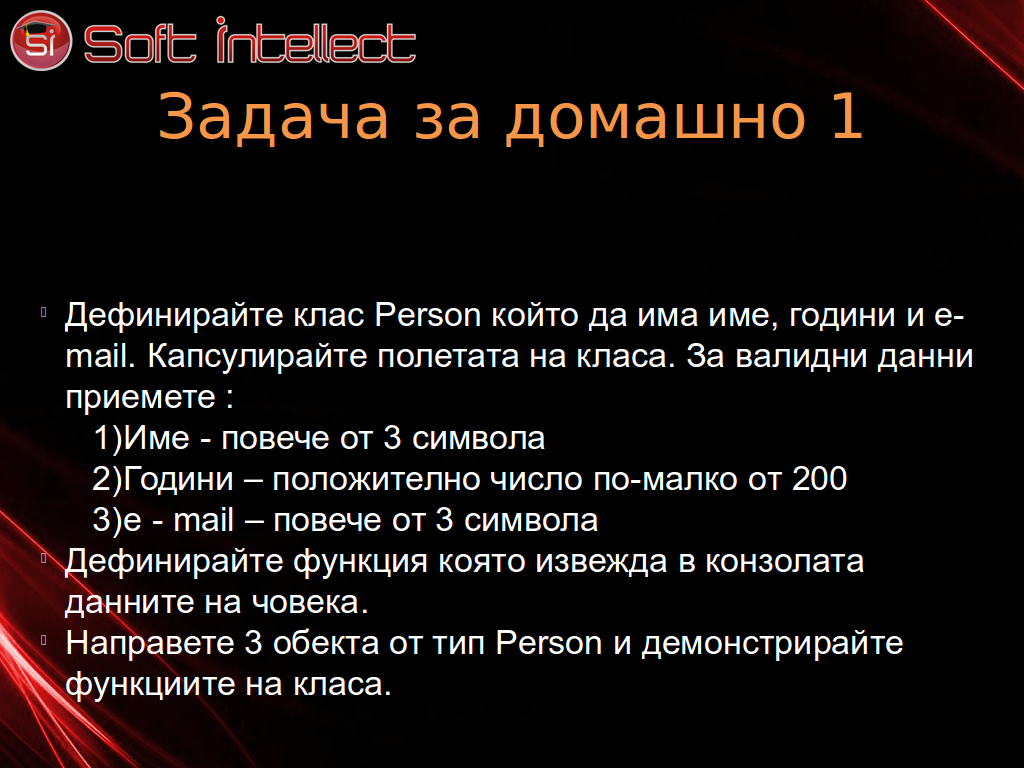 Si Soft Intellect
Задача за домашно 1
Дефинирайте клас Person който да има име, години и e-
mail. Капсулирайте полетата на класа. За валидни данни
приемете :
1)Име - повече от 3 символа
2)Години – положително число по-малко от 200
3)e - mail – повече от 3 символа
Дефинирайте функция която извежда в конзолата
данните на човека.
Направете 3 обекта от тип Person и демонстрирайте
функциите на класа.